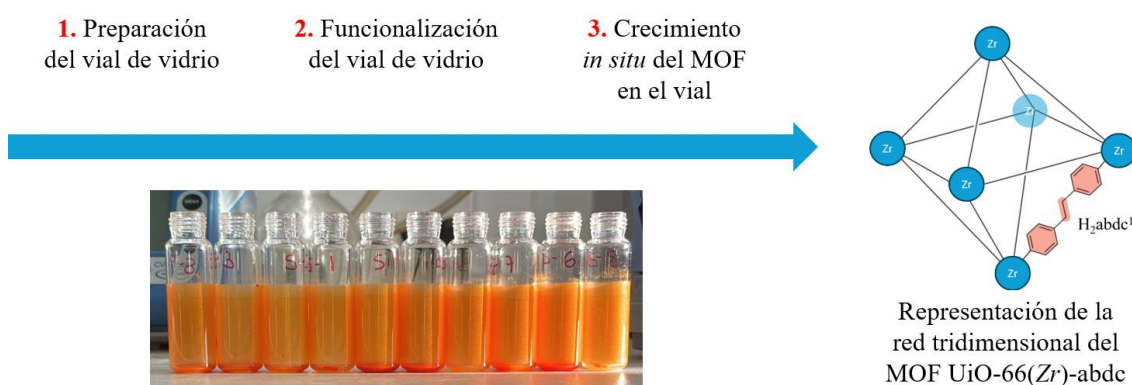 1. Preparación
del vial de vidrio
2. Funcionalización
del vial de vidrio
3. Crecimiento
in situ del MOF
en el vial
Zr
Zr
Zr
Zr
Zr
Zr
H₂abdc¹
Representación de la
red tridimensional del
MOF UiO-66(Zr)-abdc